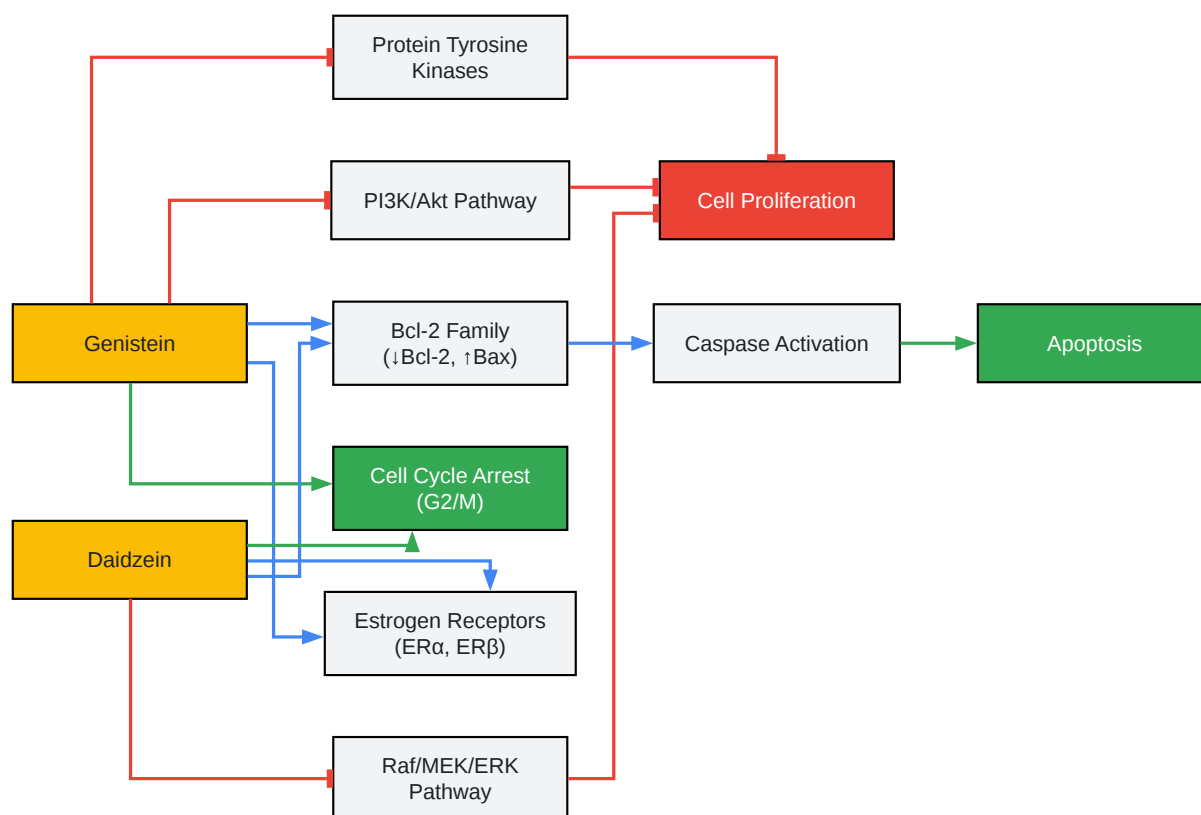 Protein Tyrosine
Kinases
PI3K/Akt Pathway
Cell Proliferation
Genistein
Bcl-2 Family
(↓Bcl-2, ↑Bax)
Caspase Activation
Apoptosis
Cell Cycle Arrest
(G2/M)
Daidzein
Estrogen Receptors
(ERα, ERβ)
Raf/MEK/ERK
Pathway